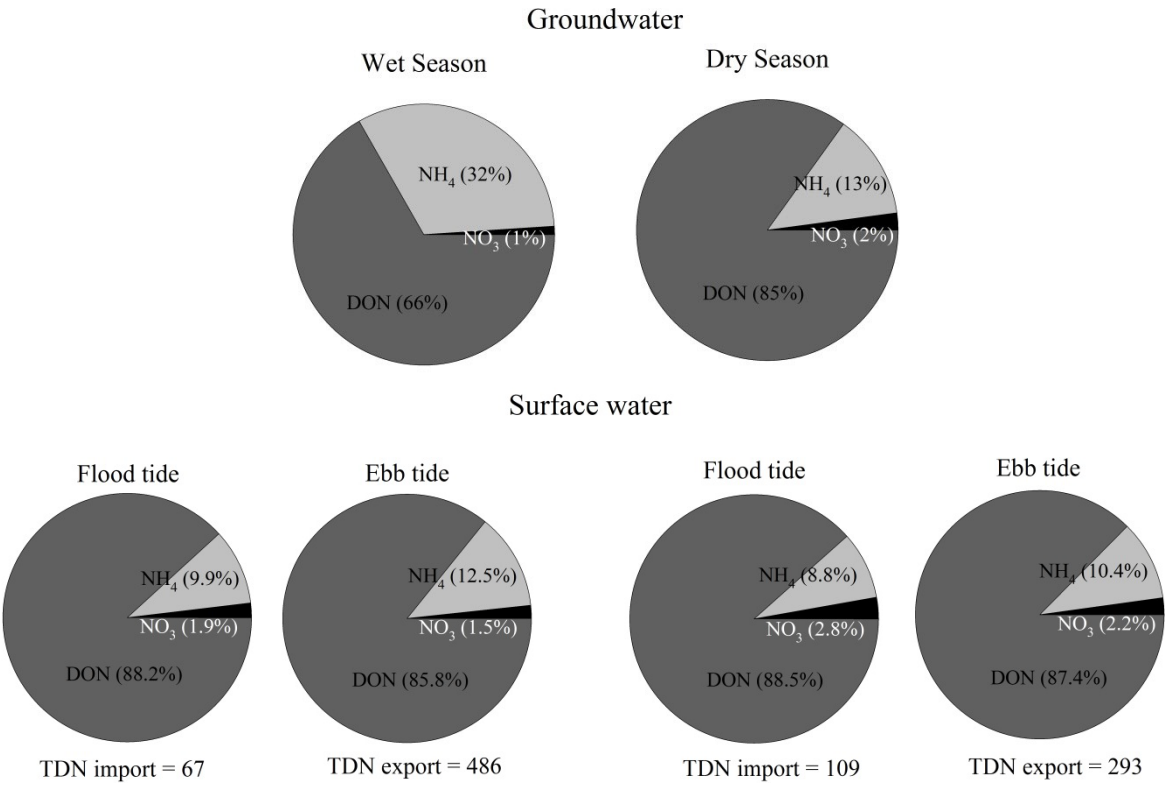 Groundwater
Wet Season
Dry Season
NH₄ (32%)
NO₃ (1%)
DON (66%)
NH₄ (13%)
NO₃ (2%)
DON (85%)
Surface water
Flood tide
Ebb tide
Flood tide
Ebb tide
NH₄ (9.9%)
NO₃ (1.9%)
DON (88.2%)
NH₄ (12.5%)
NO₃ (1.5%)
DON (85.8%)
NH₄ (8.8%)
NO₃ (2.8%)
DON (88.5%)
NH₄ (10.4%)
NO₃ (2.2%)
DON (87.4%)
TDN import = 67
TDN export = 486
TDN import = 109
TDN export = 293